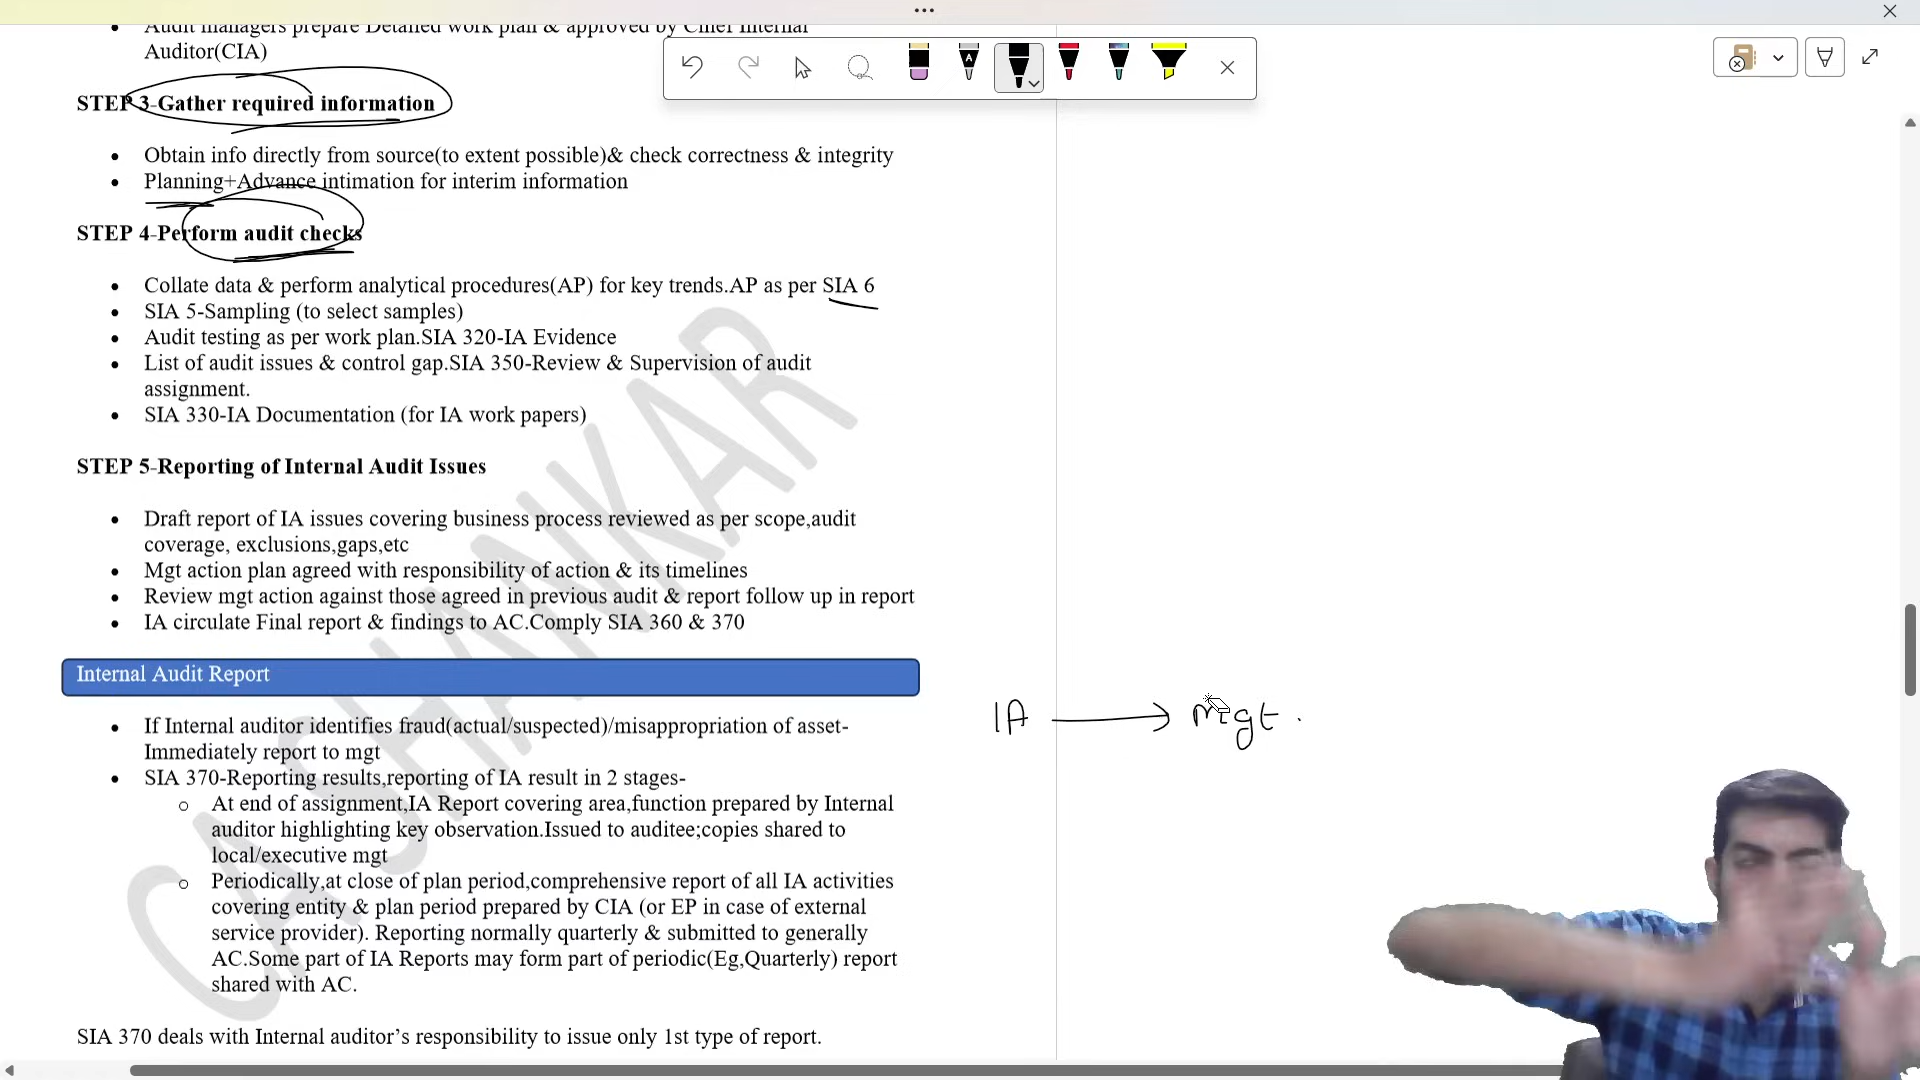 Audit managers prepare Detailed work plan & approved by Chief Internal
Auditor(CIA)
STEP 3-Gather required information
Obtain info directly from source(to extent possible)& check correctness & integrity
Planning+Advance intimation for interim information
STEP 4-Perform audit checks
Collate data & perform analytical procedures(AP) for key trends.AP as per SIA 6
SIA 5-Sampling (to select samples)
Audit testing as per work plan.SIA 320-IA Evidence
List of audit issues & control gap.SIA 350-Review & Supervision of audit
assignment.
SIA 330-IA Documentation (for IA work papers)
STEP 5-Reporting of Internal Audit Issues
Draft report of IA issues covering business process reviewed as per scope,audit
coverage, exclusions,gaps,etc
Mgt action plan agreed with responsibility of action & its timelines
Review mgt action against those agreed in previous audit & report follow up in report
IA circulate Final report & findings to AC.Comply SIA 360 & 370
Internal Audit Report
If Internal auditor identifies fraud(actual/suspected)/misappropriation of asset-
Immediately report to mgt
SIA 370-Reporting results,reporting of IA result in 2 stages-
At end of assignment,IA Report covering area,function prepared by Internal
auditor highlighting key observation.Issued to auditee;copies shared to
local/executive mgt
Periodically,at close of plan period,comprehensive report of all IA activities
covering entity & plan period prepared by CIA (or EP in case of external
service provider). Reporting normally quarterly & submitted to generally
AC.Some part of IA Reports may form part of periodic(Eg,Quarterly) report
shared with AC.
SIA 370 deals with Internal auditor’s responsibility to issue only 1st type of report.
CA SHANKAR
IA → mgt .